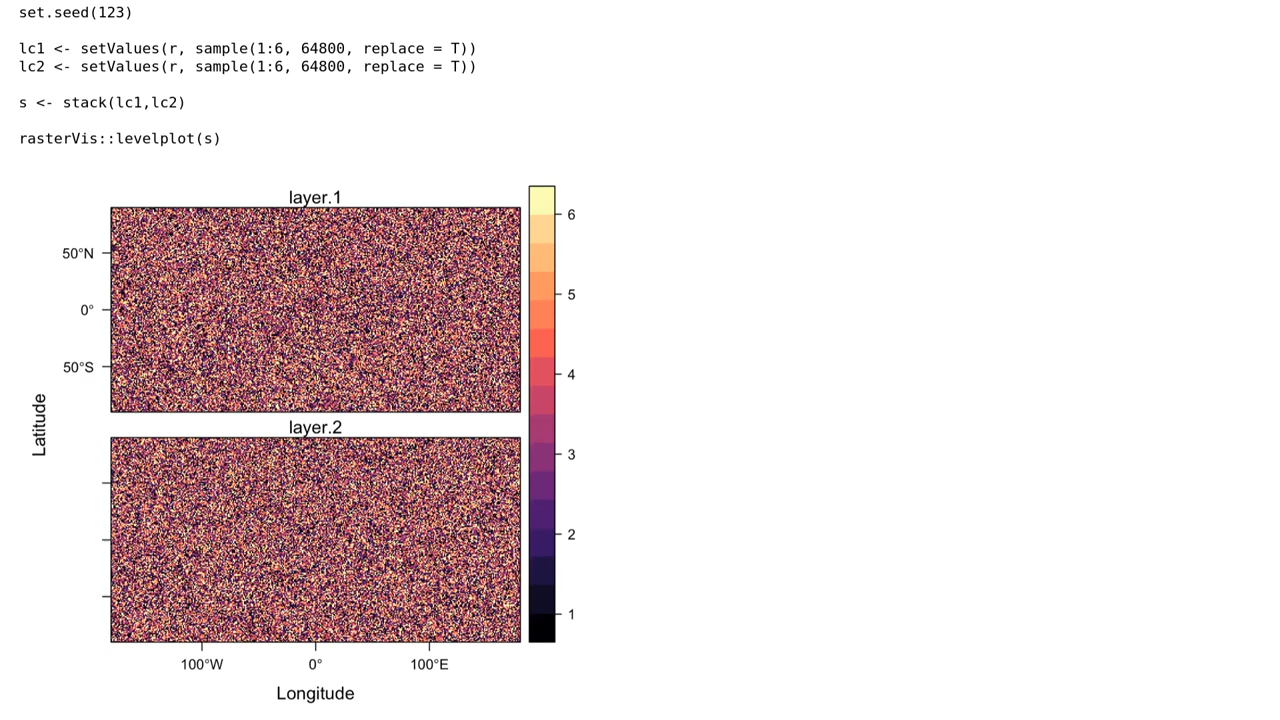 set.seed(123)
lc1 <- setValues(r, sample(1:6, 64800, replace = T))
lc2 <- setValues(r, sample(1:6, 64800, replace = T))
s <- stack(lc1,lc2)
rasterVis::levelplot(s)
layer.1
50°N
0°
50°S
layer.2
Latitude
100°W 0° 100°E
Longitude
6
5
4
3
2
1